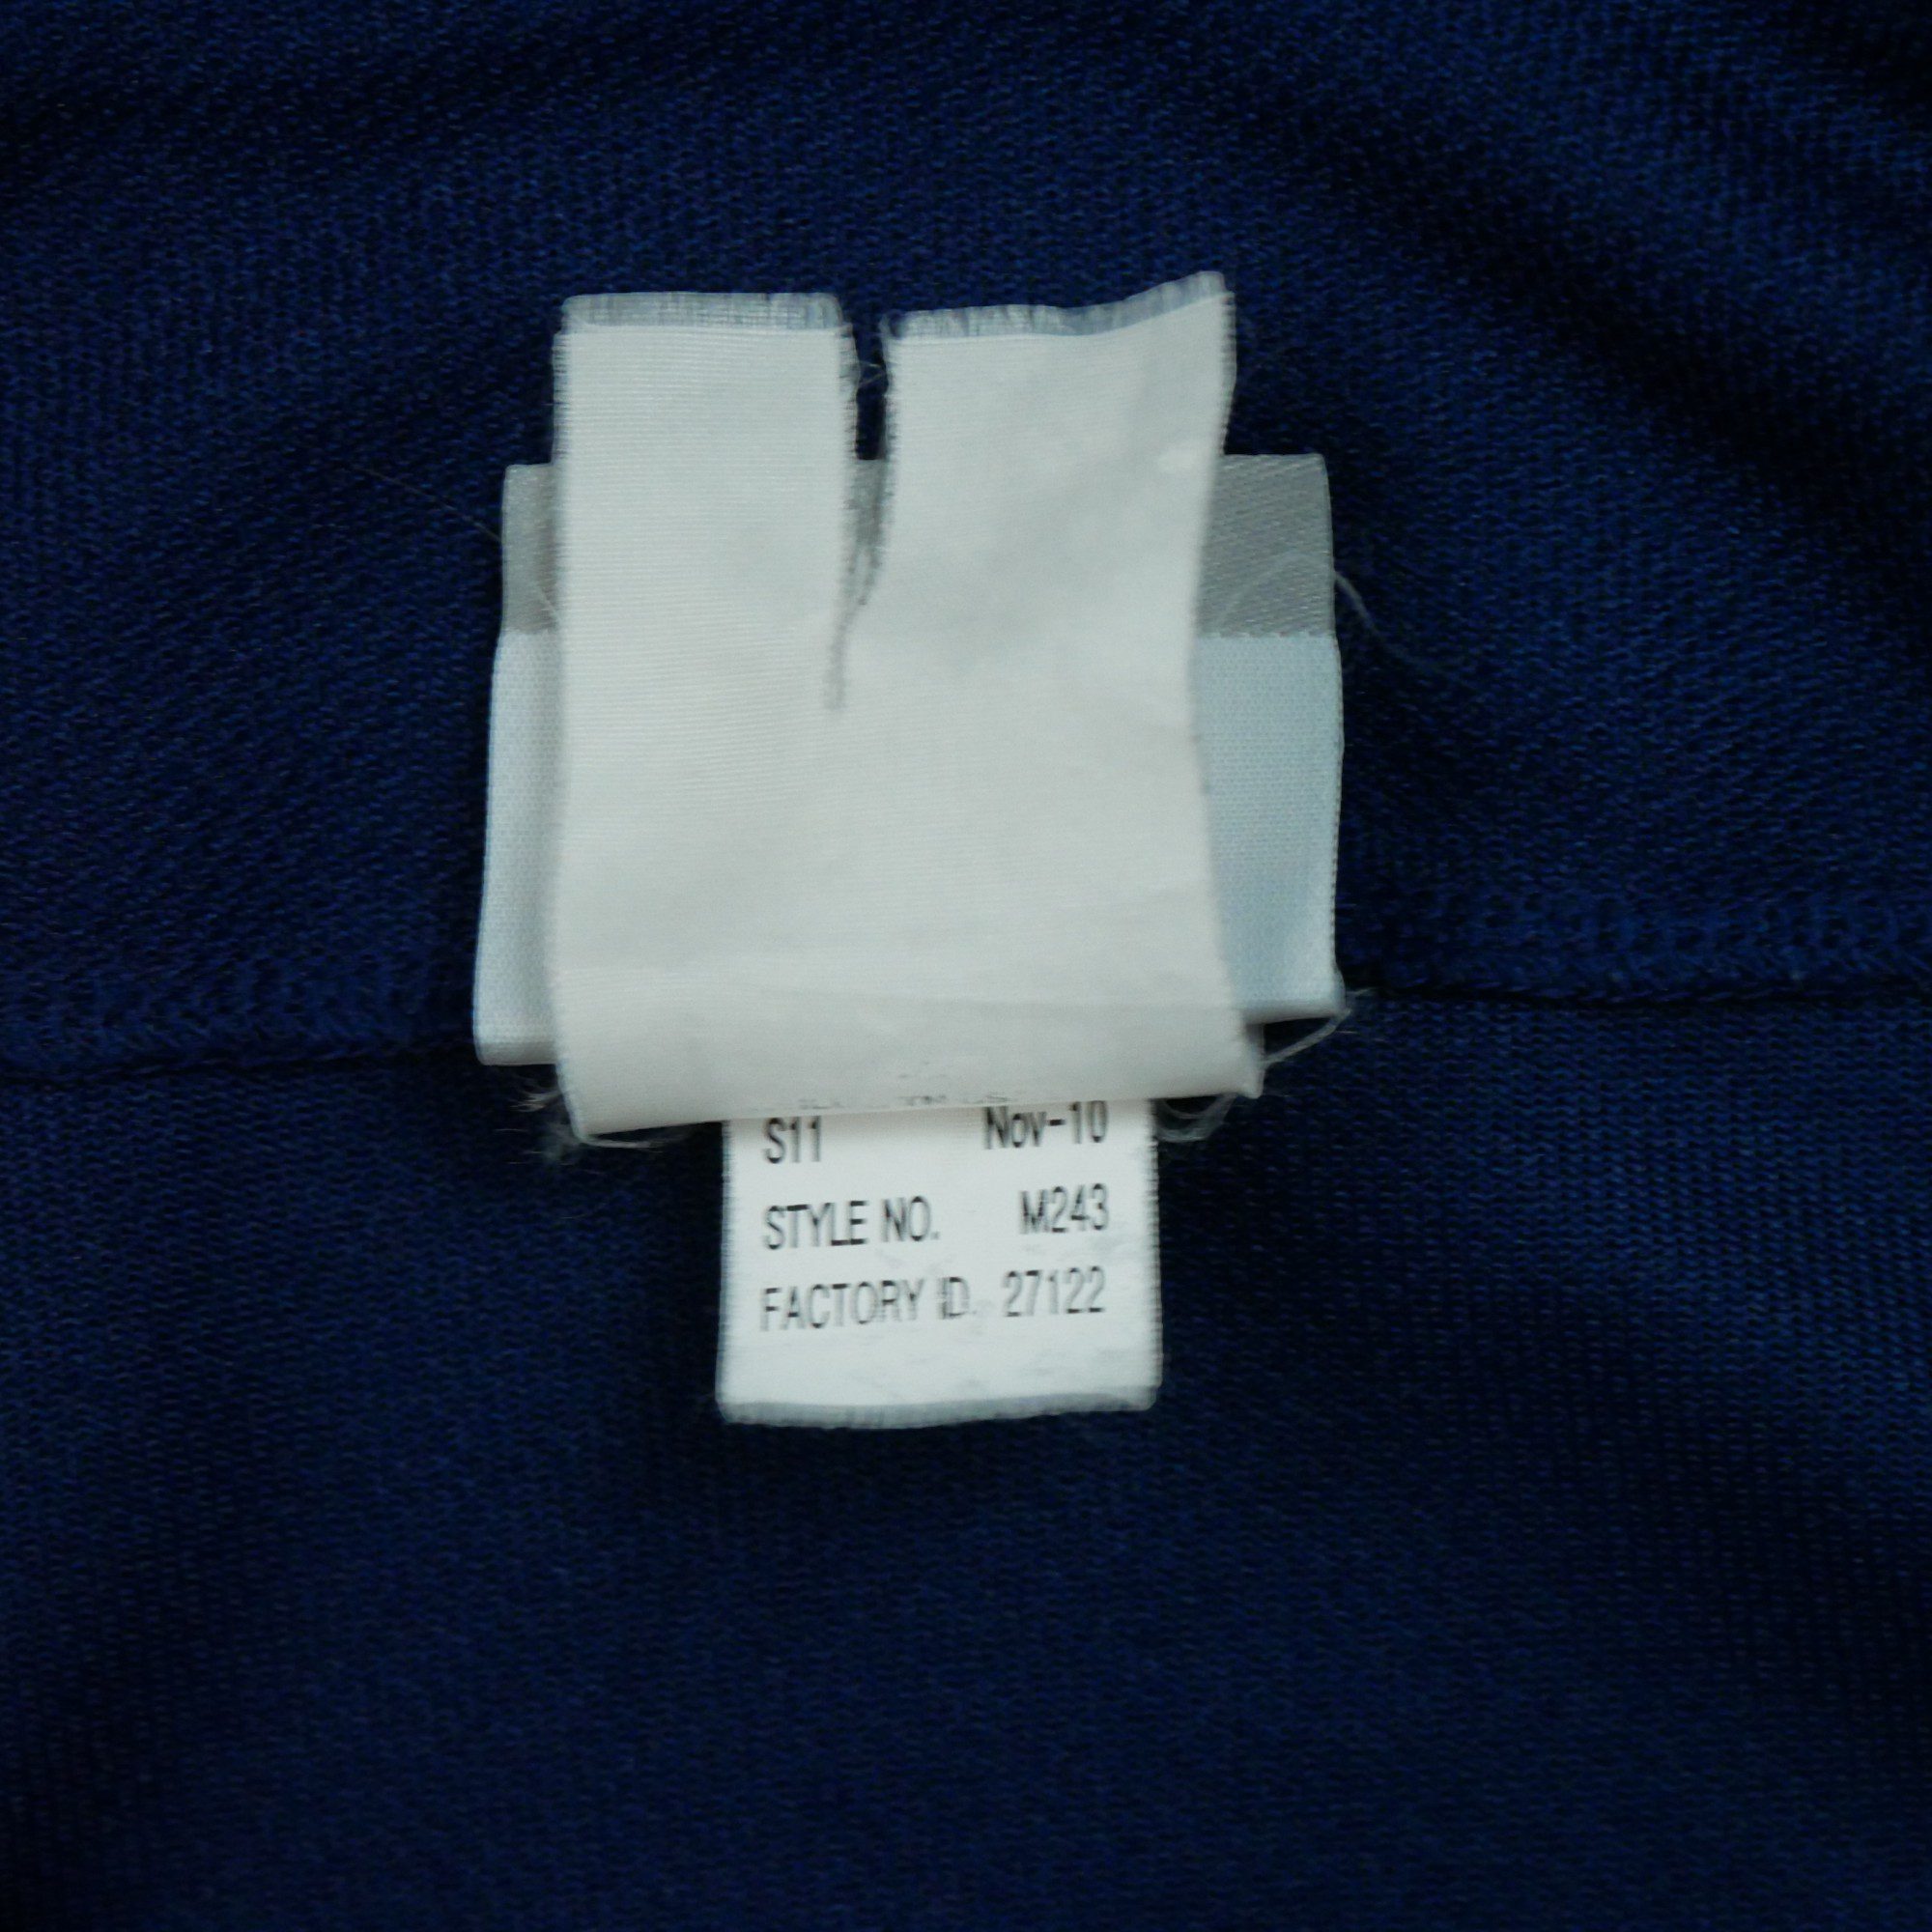 S11 Nov-10
STYLE NO. M243
FACTORY ID. 27122